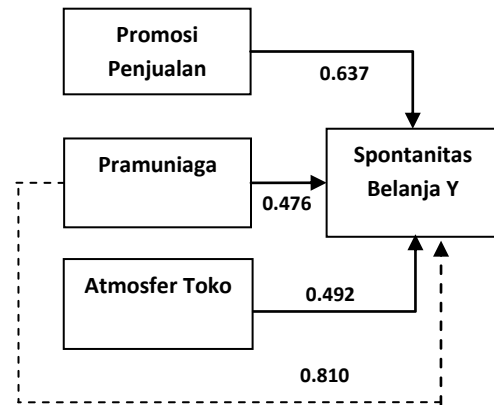 Promosi
Penjualan
0.637
Pramuniaga
0.476
Spontanitas
Belanja Y
Atmosfer Toko
0.492
0.810